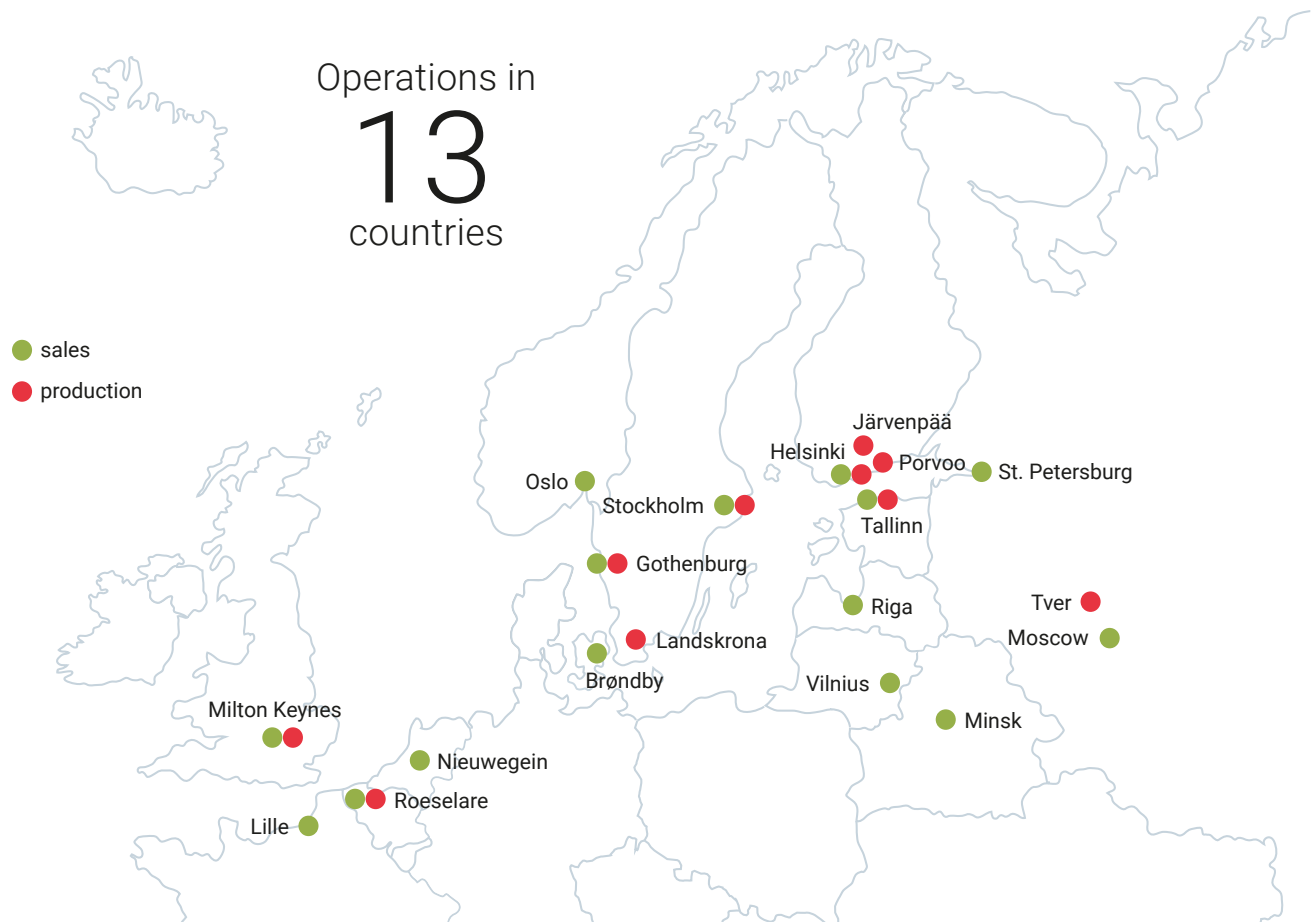 Operations in
13
countries
sales
production
Järvenpää
Helsinki
Porvoo
St. Petersburg
Oslo
Stockholm
Tallinn
Gothenburg
Riga
Tver
Landskrona
Moscow
Brøndby
Vilnius
Milton Keynes
Minsk
Nieuwegein
Roeselare
Lille